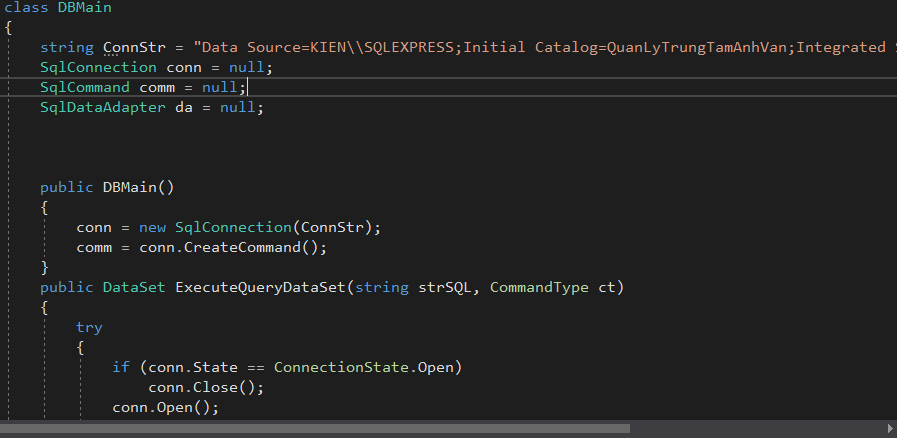 class DBMain
{
string ConnStr = "Data Source=KIEN\\SQLEXPRESS;Initial Catalog=QuanLyTrungTamAnhVan;Integrated
SqlConnection conn = null;
SqlCommand comm = null;
SqlDataAdapter da = null;
public DBMain()
{
conn = new SqlConnection(ConnStr);
comm = conn.CreateCommand();
}
public DataSet ExecuteQueryDataSet(string strSQL, CommandType ct)
{
try
{
if (conn.State == ConnectionState.Open)
conn.Close();
conn.Open();